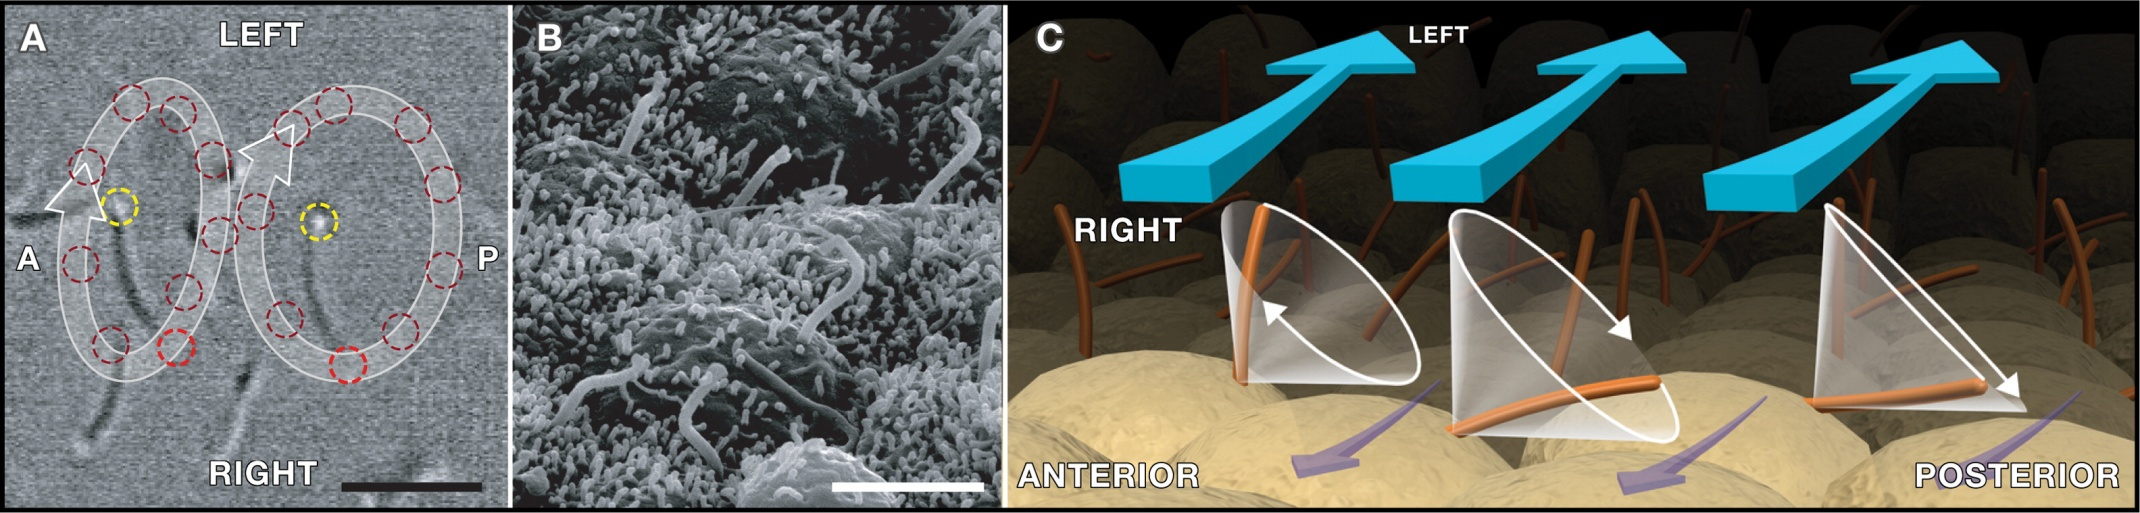 A
LEFT
A
P
RIGHT
B
C
LEFT
RIGHT
ANTERIOR
POSTERIOR